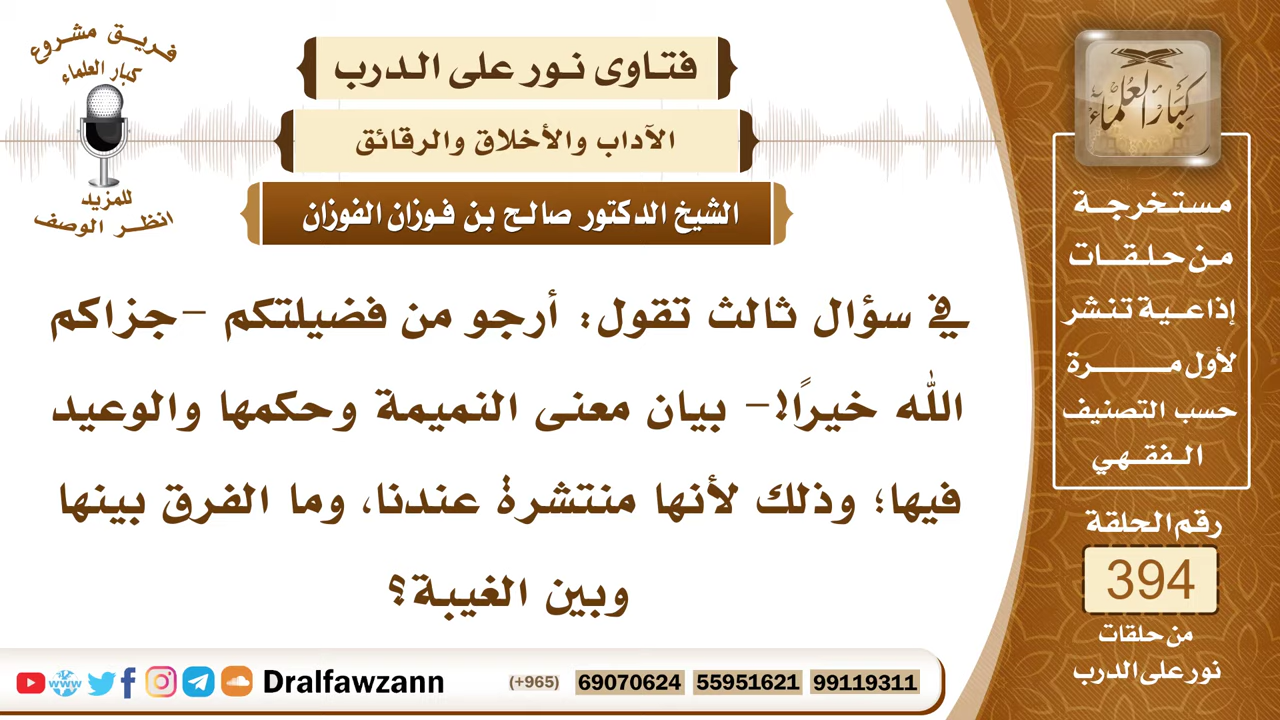 فريق مشروع
كبار العلماء
للمزيد
انظر الوصف
فتاوى نور على الدرب
الآداب والأخلاق والرقائق
الشيخ الدكتور صالح بن فوزان الفوزان
في سؤال ثالث تقول: أرجو من فضيلتكم -جزاكم
الله خيرًا!- بيان معنى النميمة وحكمها والوعيد
فيها؛ وذلك لأنها منتشرةٌ عندنا، وما الفرق بينها
وبين الغيبة؟
كبار العلماء
مستخرجة
من حلقات
إذاعية تنشر
لأول مرة
حسب التصنيف
الفقهي
رقم الحلقة
394
من حلقات
نور على الدرب
www Dralfawzann (+965) 69070624 55951621 99119311